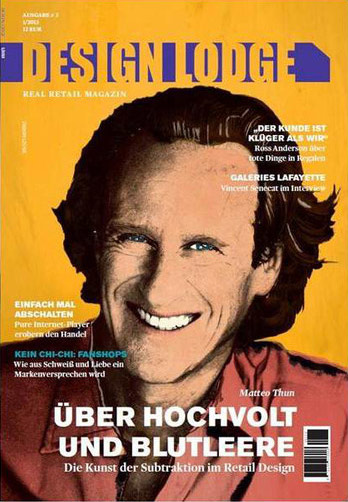 AUSGABE # 2
1/2012
12 EUR
DESIGN LODGE
REAL RETAIL MAGAZIN
„DER KUNDE IST
KLÜGER ALS WIR“
Ross Anderson über
tote Dinge in Regalen
GALERIES LAFAYETTE
Vincent Senecat im Interview
EINFACH MAL
ABSCHALTEN
Pure Internet-Player
erobern den Handel
KEIN CHI-CHI: FANSHOPS
Wie aus Schweiß und Liebe ein
Markenversprechen wird
Matteo Thun
ÜBER HOCHVOLT
UND BLUTLEERE
Die Kunst der Subtraktion im Retail Design